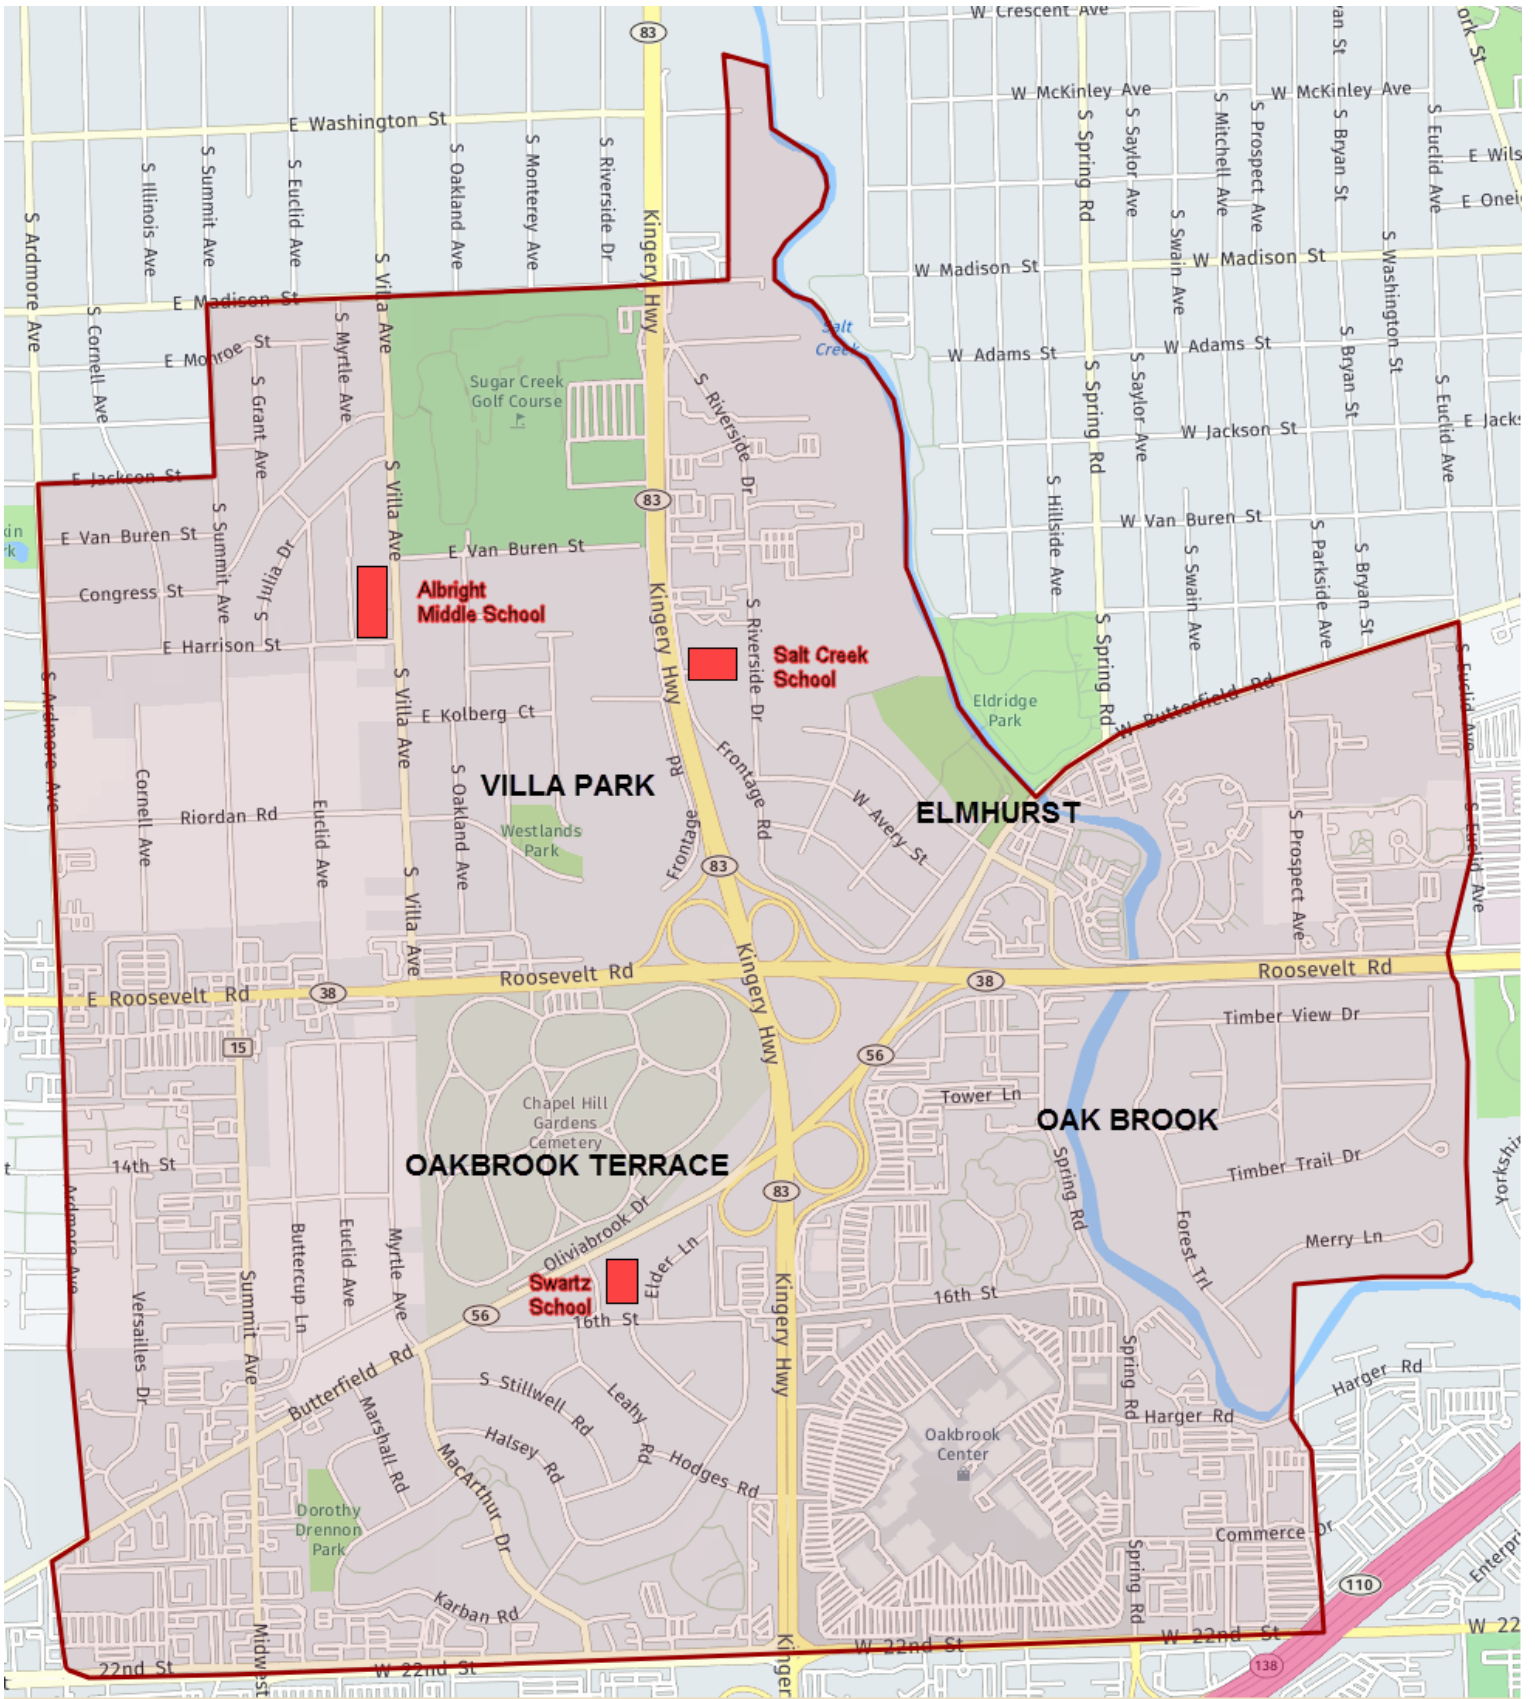 W Crescent Ave
83
W McKinley Ave
W McKinley Ave
E Washington St
S Ardmore Ave
S Illinois Ave
S Summit Ave
S Euclid Ave
S Villa Ave
S Oakland Ave
S Monterey Ave
S Riverside Dr
Kingery Hwy
S Spring Rd
S Saylor Ave
S Mitchell Ave
S Prospect Ave
S Bryan St
S Euclid Ave
E Wils
E Onei
S Swain Ave
W Madison St
W Madison St
S Washington St
E Madison St
S Cornell Ave
E Monroe St
S Myrtle Ave
S Grant Ave
Salt
Creek
W Adams St
W Adams St
S Bryan St
S Spring Rd
S Saylor Ave
S Euclid Ave
Sugar Creek
Golf Course
S Riverside Dr
W Jackson St
E Jacks
E Jackson St
S Villa Ave
83
S Hillside Ave
W Van Buren St
E Van Buren St
S Summit Ave
S Julia Dr
E Van Buren St
S Swain Ave
S Parkside Ave
S Bryan St
Congress St
Albright
Middle School
Kingery Hwy
S Riverside Dr
S Spring Rd
E Harrison St
Salt Creek
School
S Euclid Ave
S Ardmore Ave
S Villa Ave
E Kolberg Ct
Eldridge
Park
W Butterfield Rd
Cornell Ave
Euclid Ave
S Oakland Ave
VILLA PARK
Frontage Rd
Frontage Rd
W Avery St
ELMHURST
Riordan Rd
Westlands
Park
S Prospect Ave
S Euclid Ave
S Villa Ave
83
Kingery Hwy
Roosevelt Rd
Roosevelt Rd
E Roosevelt Rd
38
38
Timber View Dr
15
56
Chapel Hill
Gardens
Cemetery
Tower Ln
OAK BROOK
OAKBROOK TERRACE
14th St
Timber Trail Dr
Ardmore Ave
83
Spring Rd
Forest Trl
Merry Ln
Oliviabrook Dr
Elder Ln
Buttercup Ln
Euclid Ave
Myrtle Ave
Swartz
School
Versailles Dr
Summit Ave
Kingery Hwy
16th St
56
16th St
Butterfield Rd
Spring Rd
Harger Rd
Harger Rd
S Stillwell Rd
Leahy Rd
Marshall Rd
Halsey Rd
MacArthur Dr
Hodges Rd
Oakbrook
Center
Dorothy
Drennon
Park
Commerce Dr
Spring Rd
110
Karban Rd
Midwest
22nd St
W 22nd St
W 22nd St
W 22nd St
W 22
138